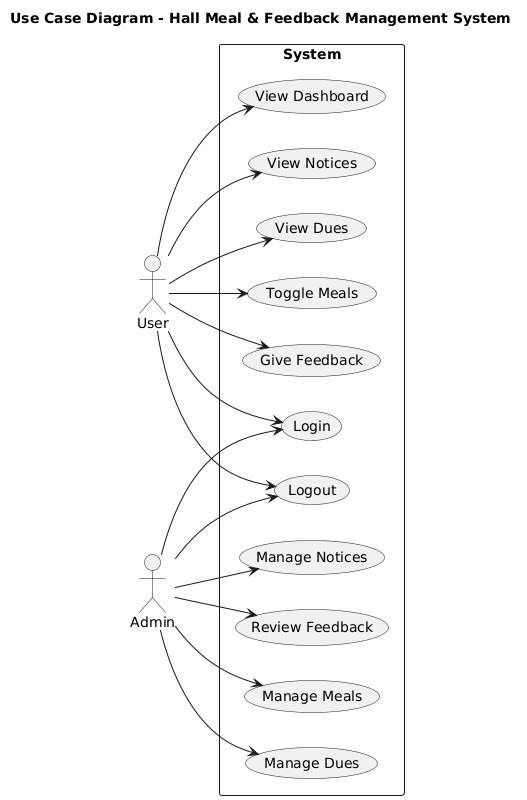 Use Case Diagram - Hall Meal & Feedback Management System
System
View Dashboard
View Notices
View Dues
Toggle Meals
User
Give Feedback
Login
Logout
Manage Notices
Admin
Review Feedback
Manage Meals
Manage Dues